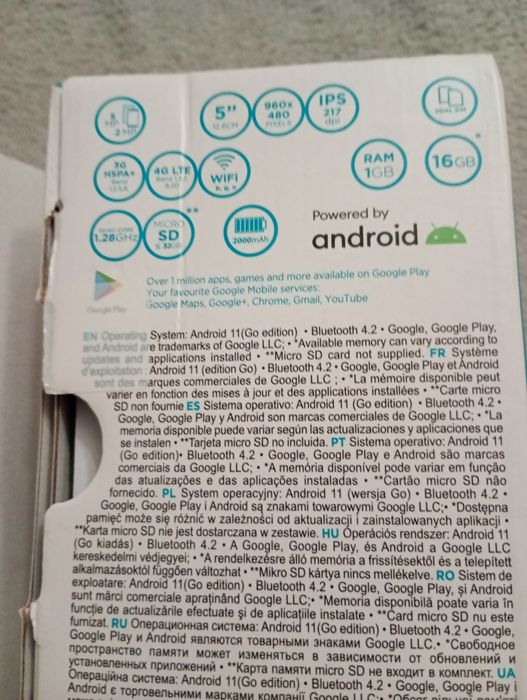 5 MP
2 MP
5"
12.8CM
960x
480
PIXELS
IPS
217
dpi
DUAL SIM
3G
HSPA+
4G LTE
WiFi
b, g, n
RAM
1GB
16GB*
QUAD CORE
1.28GHz
MICRO
SD**
≤ 32GB
2000mAh
Powered by
android
Google Play
Over 1 million apps, games and more available on Google Play
Your favourite Google Mobile services:
Google Maps, Google+, Chrome, Gmail, YouTube
EN Operating System: Android 11(Go edition) • Bluetooth 4.2 • Google, Google Play,
and Android are trademarks of Google LLC; • *Available memory can vary according to
updates and applications installed • **Micro SD card not supplied. FR Système
d'exploitation : Android 11 (edition Go) • Bluetooth 4.2 • Google, Google Play et Android
sont des marques commerciales de Google LLC ; • *La mémoire disponible peut
varier en fonction des mises à jour et des applications installées • **Carte micro
SD non fournie ES Sistema operativo: Android 11 (Go edition) • Bluetooth 4.2 •
Google, Google Play y Android son marcas comerciales de Google LLC; • *La
memoria disponible puede variar según las actualizaciones y aplicaciones que
se instalen • **Tarjeta micro SD no incluida. PT Sistema operativo: Android 11
(Go edition)• Bluetooth 4.2 • Google, Google Play e Android são marcas
comerciais da Google LLC; • *A memória disponível pode variar em função
das atualizações e das aplicações instaladas • **Cartão micro SD não
fornecido. PL System operacyjny: Android 11 (wersja Go) • Bluetooth 4.2 •
Google, Google Play i Android są znakami towarowymi Google LLC;• *Dostępna
pamięć może się różnić w zależności od aktualizacji i zainstalowanych aplikacji •
**Karta micro SD nie jest dostarczana w zestawie. HU Operációs rendszer: Android 11
(Go kiadás) • Bluetooth 4.2 • A Google, Google Play, és Android a Google LLC
kereskedelmi védjegyei; • *A rendelkezésre álló memória a frissítésektől és a telepített
alkalmazásoktól függően változhat • **Mikro SD kártya nincs mellékelve. RO Sistem de
exploatare: Android 11(Go edition) • Bluetooth 4.2 • Google, Google Play, și Android
sunt mărci comerciale aparținând Google LLC;• *Memoria disponibilă poate varia în
funcție de actualizările efectuate și de aplicațiile instalate • **Card micro SD nu este
furnizat. RU Операционная система: Android 11(Go edition) • Bluetooth 4.2 • Google,
Google Play и Android являются товарными знаками Google LLC.• *Свободное
пространство памяти может изменяться в зависимости от обновлений и
установленных приложений • **Карта памяти micro SD не входит в комплект. UA
Операційна система: Android 11(Go edition) • Bluetooth 4.2 • Google, Google Play і
Android є торговельними марками компанії Google